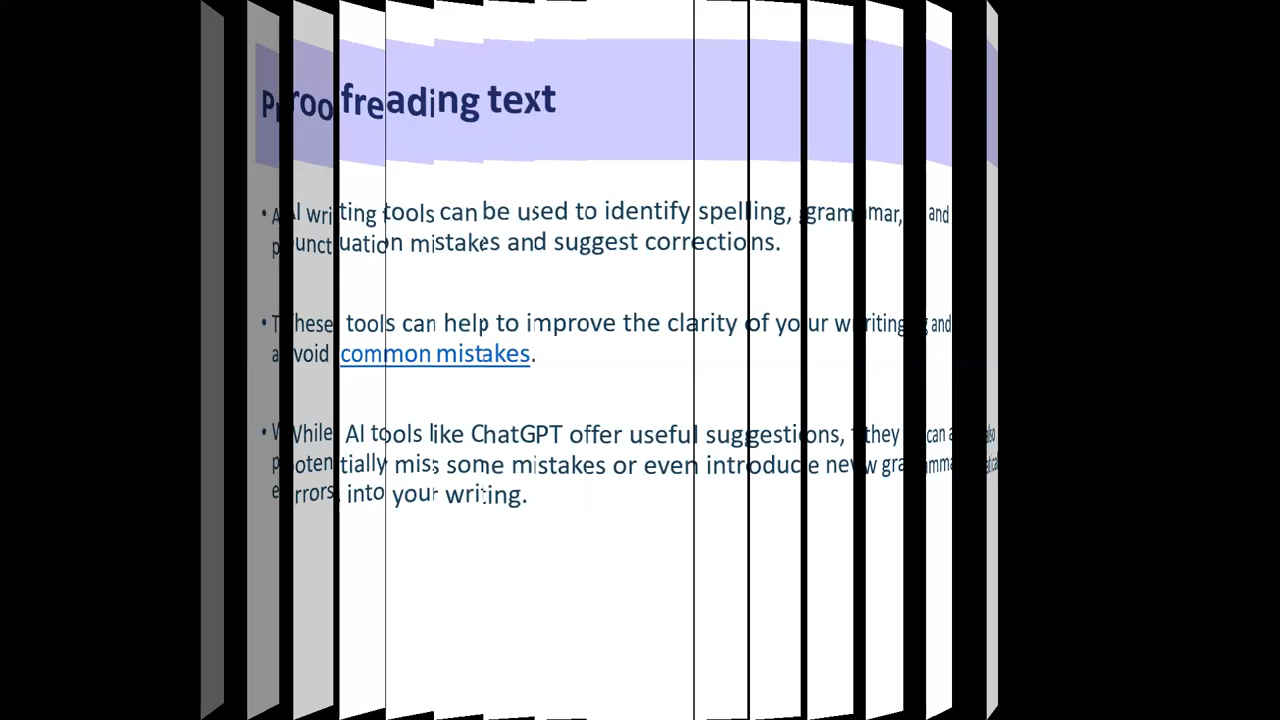 Proofreading text
• AI writing tools can be used to identify spelling, grammar, and
punctuation mistakes and suggest corrections.
• These tools can help to improve the clarity of your writing and
avoid common mistakes.
• While AI tools like ChatGPT offer useful suggestions, they can also
potentially miss some mistakes or even introduce new grammatical
errors into your writing.